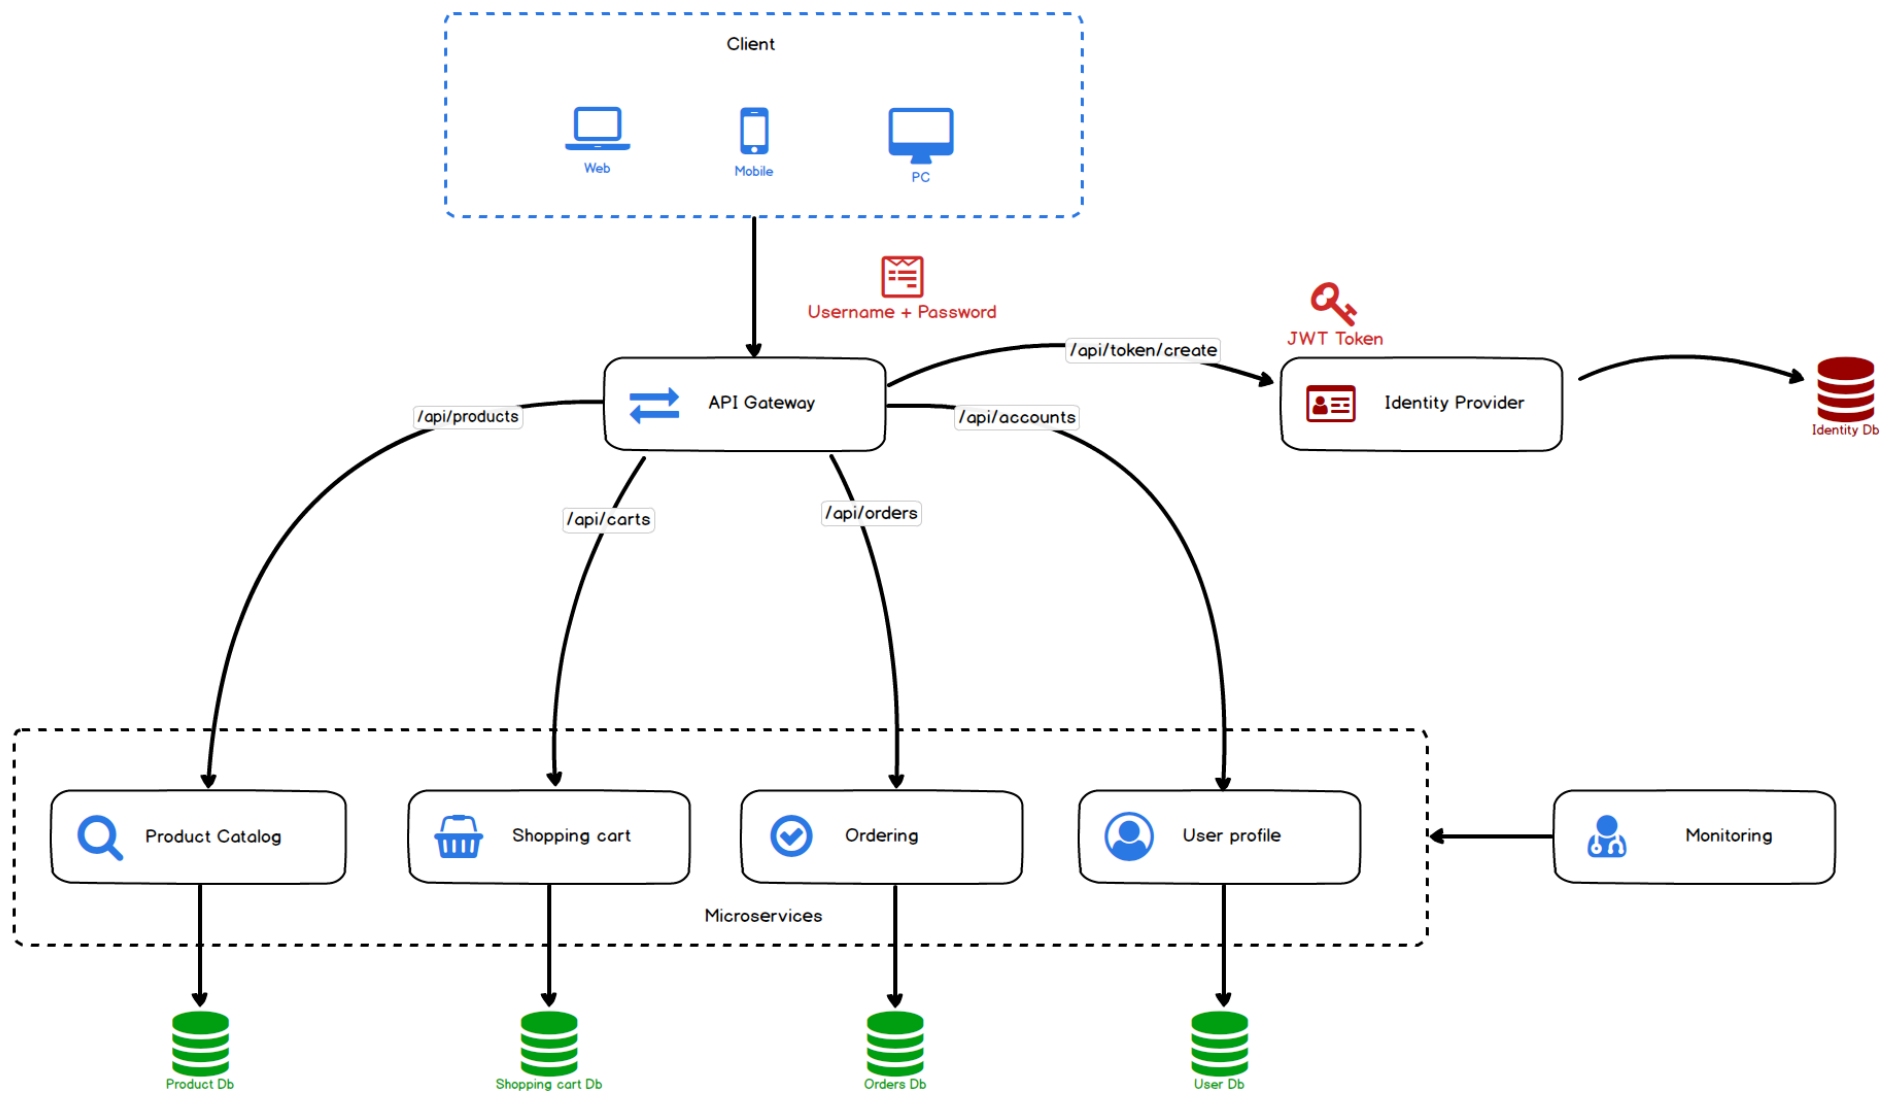 Client
Web
Mobile
PC
Username + Password
JWT Token
/api/token/create
API Gateway
Identity Provider
Identity Db
/api/products
/api/accounts
/api/carts
/api/orders
Product Catalog
Shopping cart
Ordering
User profile
Monitoring
Microservices
Product Db
Shopping cart Db
Orders Db
User Db